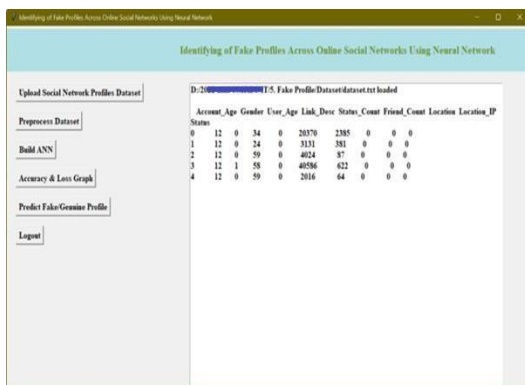 Identifying of Fake Profiles Across Online Social Networks Using Neural Network
Identifying of Fake Profiles Across Online Social Networks Using Neural Network
Upload Social Network Profiles Dataset
Preprocess Dataset
Build ANN
Accuracy & Loss Graph
Predict Fake/Genuine Profile
Logout
D:/20 IT/5. Fake Profile/Dataset/dataset.txt loaded
Account_Age Gender User_Age Link_Desc Status_Count Friend_Count Location Location_IP
Status
0 12 0 34 0 20370 2385 0 0 0
1 12 0 24 0 3131 381 0 0 0
2 12 0 59 0 4024 87 0 0 0
3 12 1 58 0 40586 622 0 0 0
4 12 0 59 0 2016 64 0 0 0